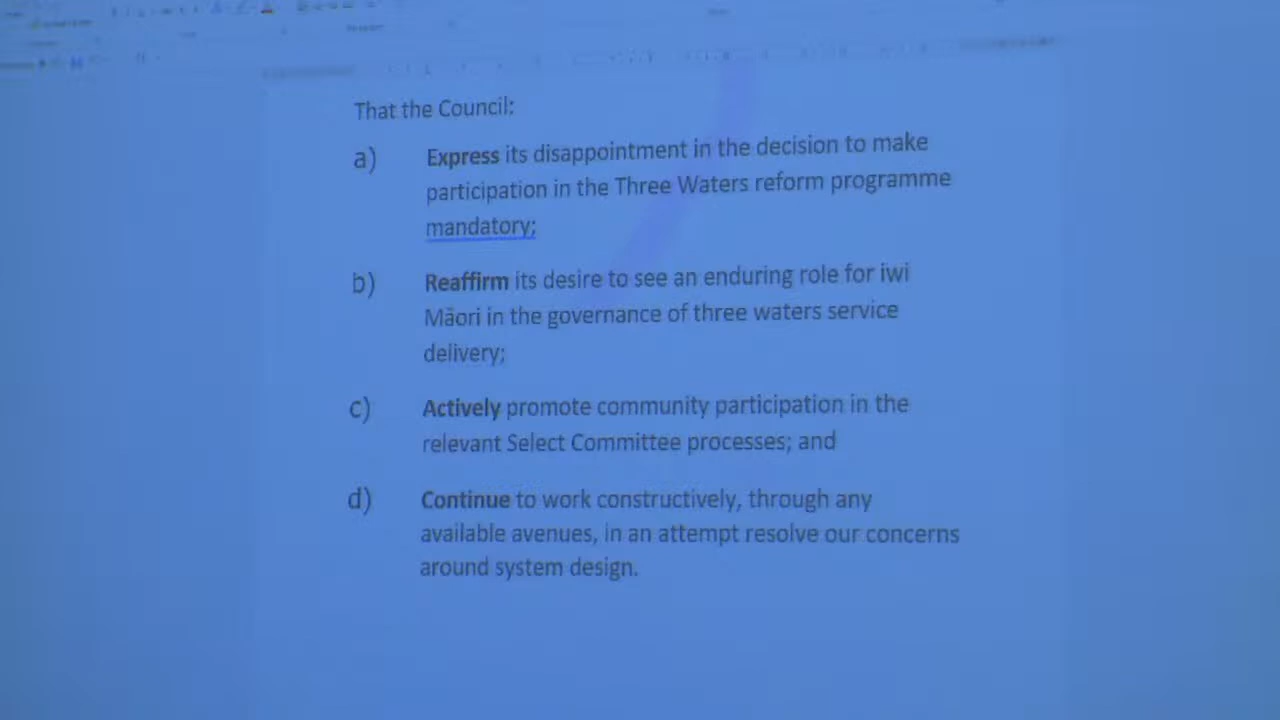 That the Council:
a) Express its disappointment in the decision to make
participation in the Three Waters reform programme
mandatory;
b) Reaffirm its desire to see an enduring role for iwi
Māori in the governance of three waters service
delivery;
c) Actively promote community participation in the
relevant Select Committee processes; and
d) Continue to work constructively, through any
available avenues, in an attempt resolve our concerns
around system design.